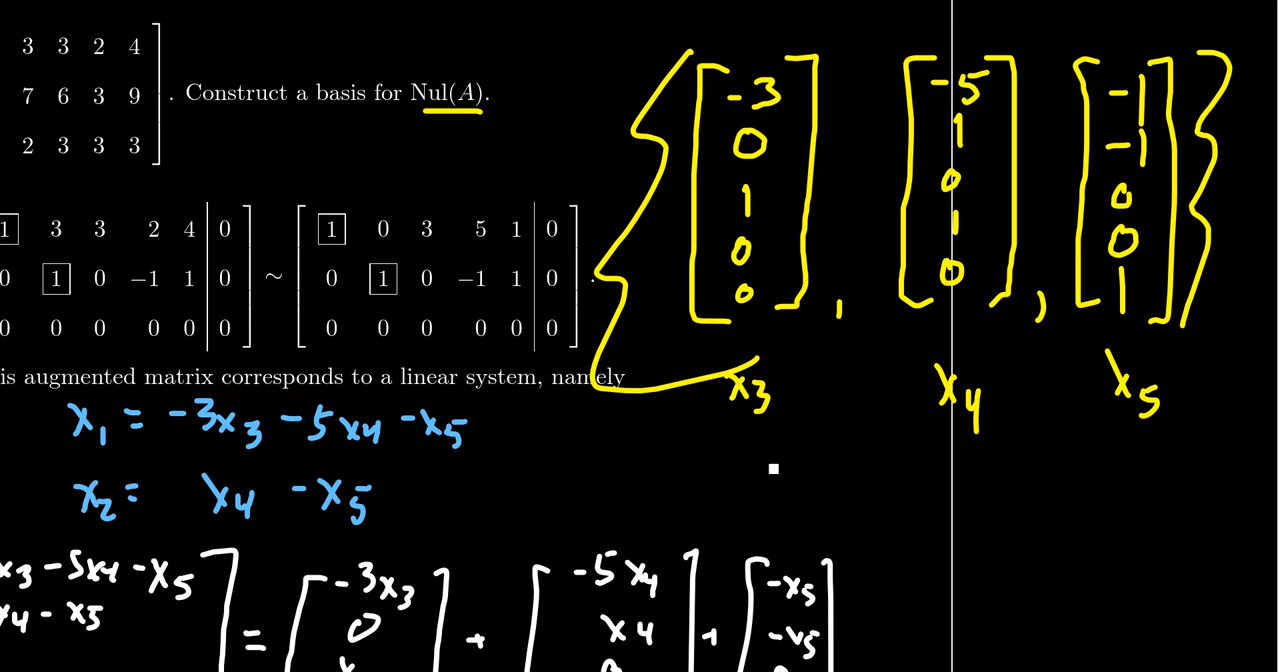 3 3 2 4
7 6 3 9 . Construct a basis for Nul(A).
2 3 3 3
1 3 3 2 4 0 1 0 3 5 1 0
0 1 0 −1 1 0 ∼ 0 1 0 −1 1 0 .
0 0 0 0 0 0 0 0 0 0 0 0
is augmented matrix corresponds to a linear system, namely
{ [-3 0 1 0 0] , [-5 1 0 1 0] , [-1 -1 0 0 1] }
x3 x4 x5
x1 = -3x3 -5x4 -x5
x2 = x4 -x5
x3 -5x4 -x5 -3x3 -5x4 -x5
x4 - x5 = 0 + x4 + -x5